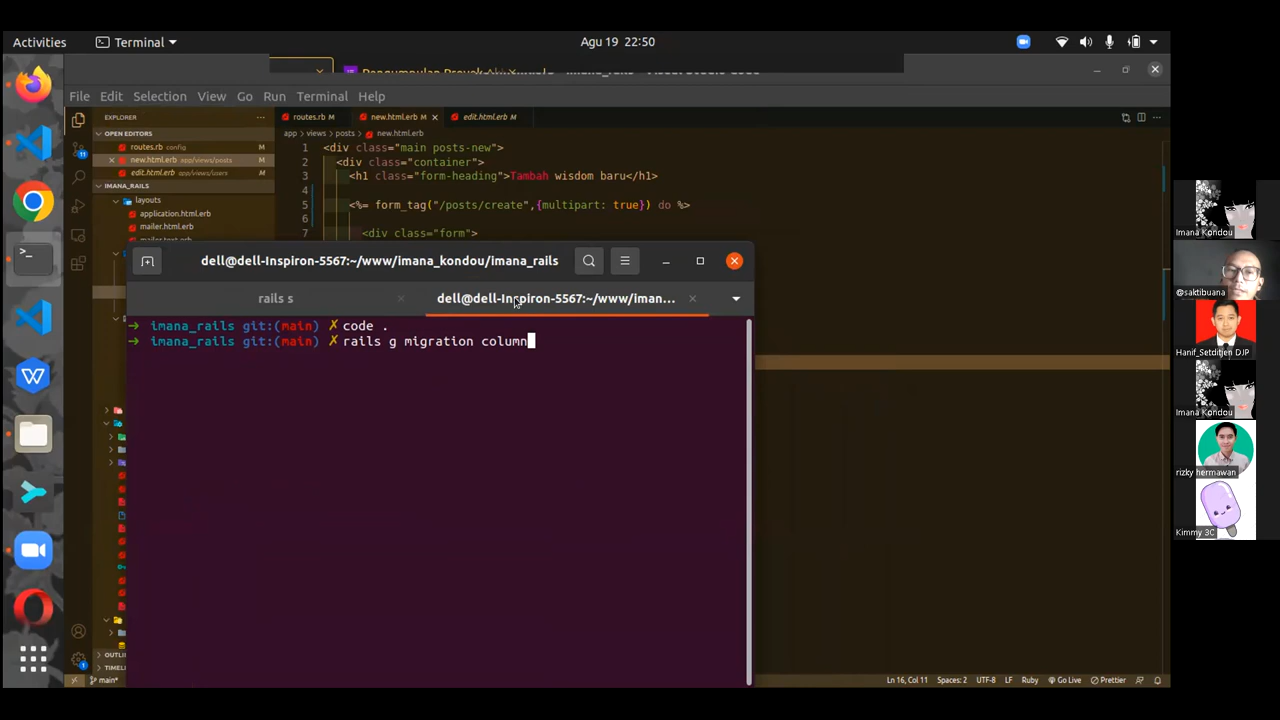 Activities
Terminal
Agu 19 22:50
File Edit Selection View Go Run Terminal Help
EXPLORER
routes.rb M
new.html.erb M
edit.html.erb M
OPEN EDITORS
app > views > posts > new.html.erb
routes.rb config M
new.html.erb app/views/posts M
edit.html.erb app/views/users M
IMANA_RAILS
layouts
application.html.erb
mailer.html.erb
1 <div class="main posts-new">
2 <div class="container">
3 <h1 class="form-heading">Tambah wisdom baru</h1>
4
5 <%= form_tag("/posts/create",{multipart: true}) do %>
6
7 <div class="form">
dell@dell-Inspiron-5567:~/www/imana_kondou/imana_rails
rails s
dell@dell-Inspiron-5567:~/www/iman...
➜ imana_rails git:(main) ✗ code .
➜ imana_rails git:(main) ✗ rails g migration column
main*
Ln 16, Col 11 Spaces: 2 UTF-8 LF Ruby Go Live Prettier
Imana Kondou
@saktibuana
Hanif_Setditjen DJP
Imana Kondou
rizky hermawan
Kimmy 3C